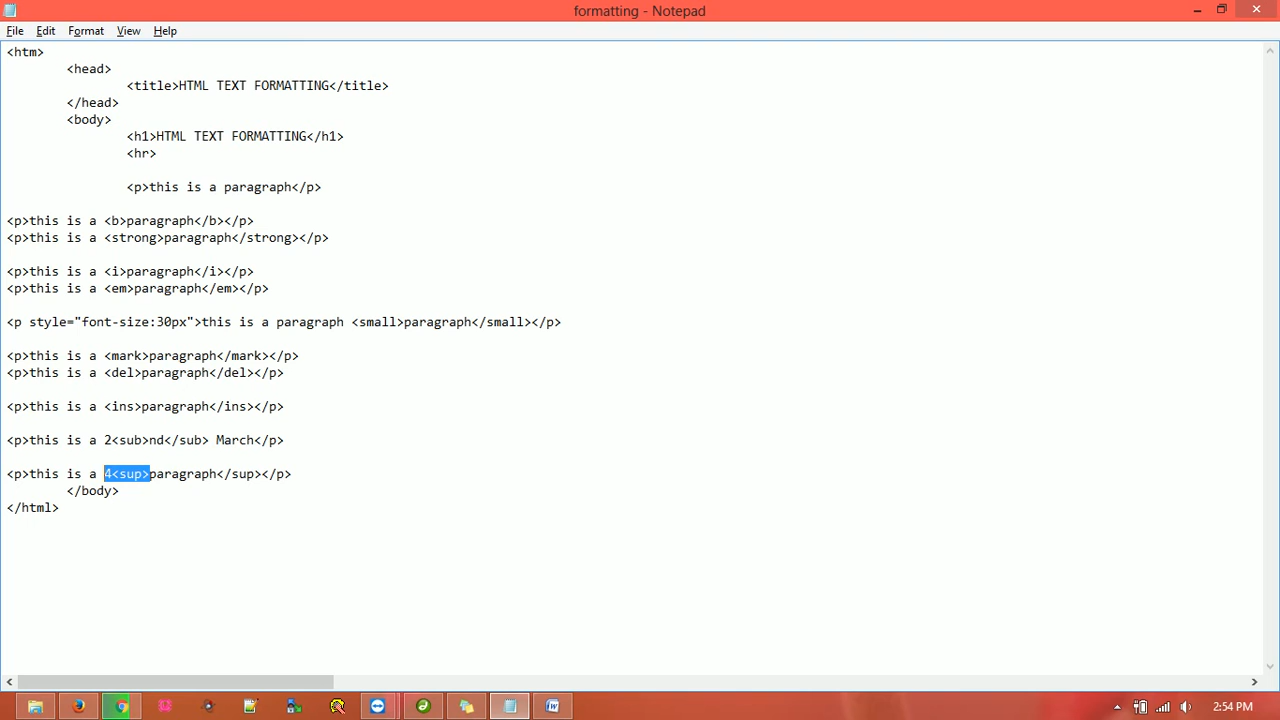 formatting - Notepad
File Edit Format View Help
<htm>
<head>
<title>HTML TEXT FORMATTING</title>
</head>
<body>
<h1>HTML TEXT FORMATTING</h1>
<hr>
<p>this is a paragraph</p>
<p>this is a <b>paragraph</b></p>
<p>this is a <strong>paragraph</strong></p>
<p>this is a <i>paragraph</i></p>
<p>this is a <em>paragraph</em></p>
<p style="font-size:30px">this is a paragraph <small>paragraph</small></p>
<p>this is a <mark>paragraph</mark></p>
<p>this is a <del>paragraph</del></p>
<p>this is a <ins>paragraph</ins></p>
<p>this is a 2<sub>nd</sub> March</p>
<p>this is a 4<sup>paragraph</sup></p>
</body>
</html>
2:54 PM